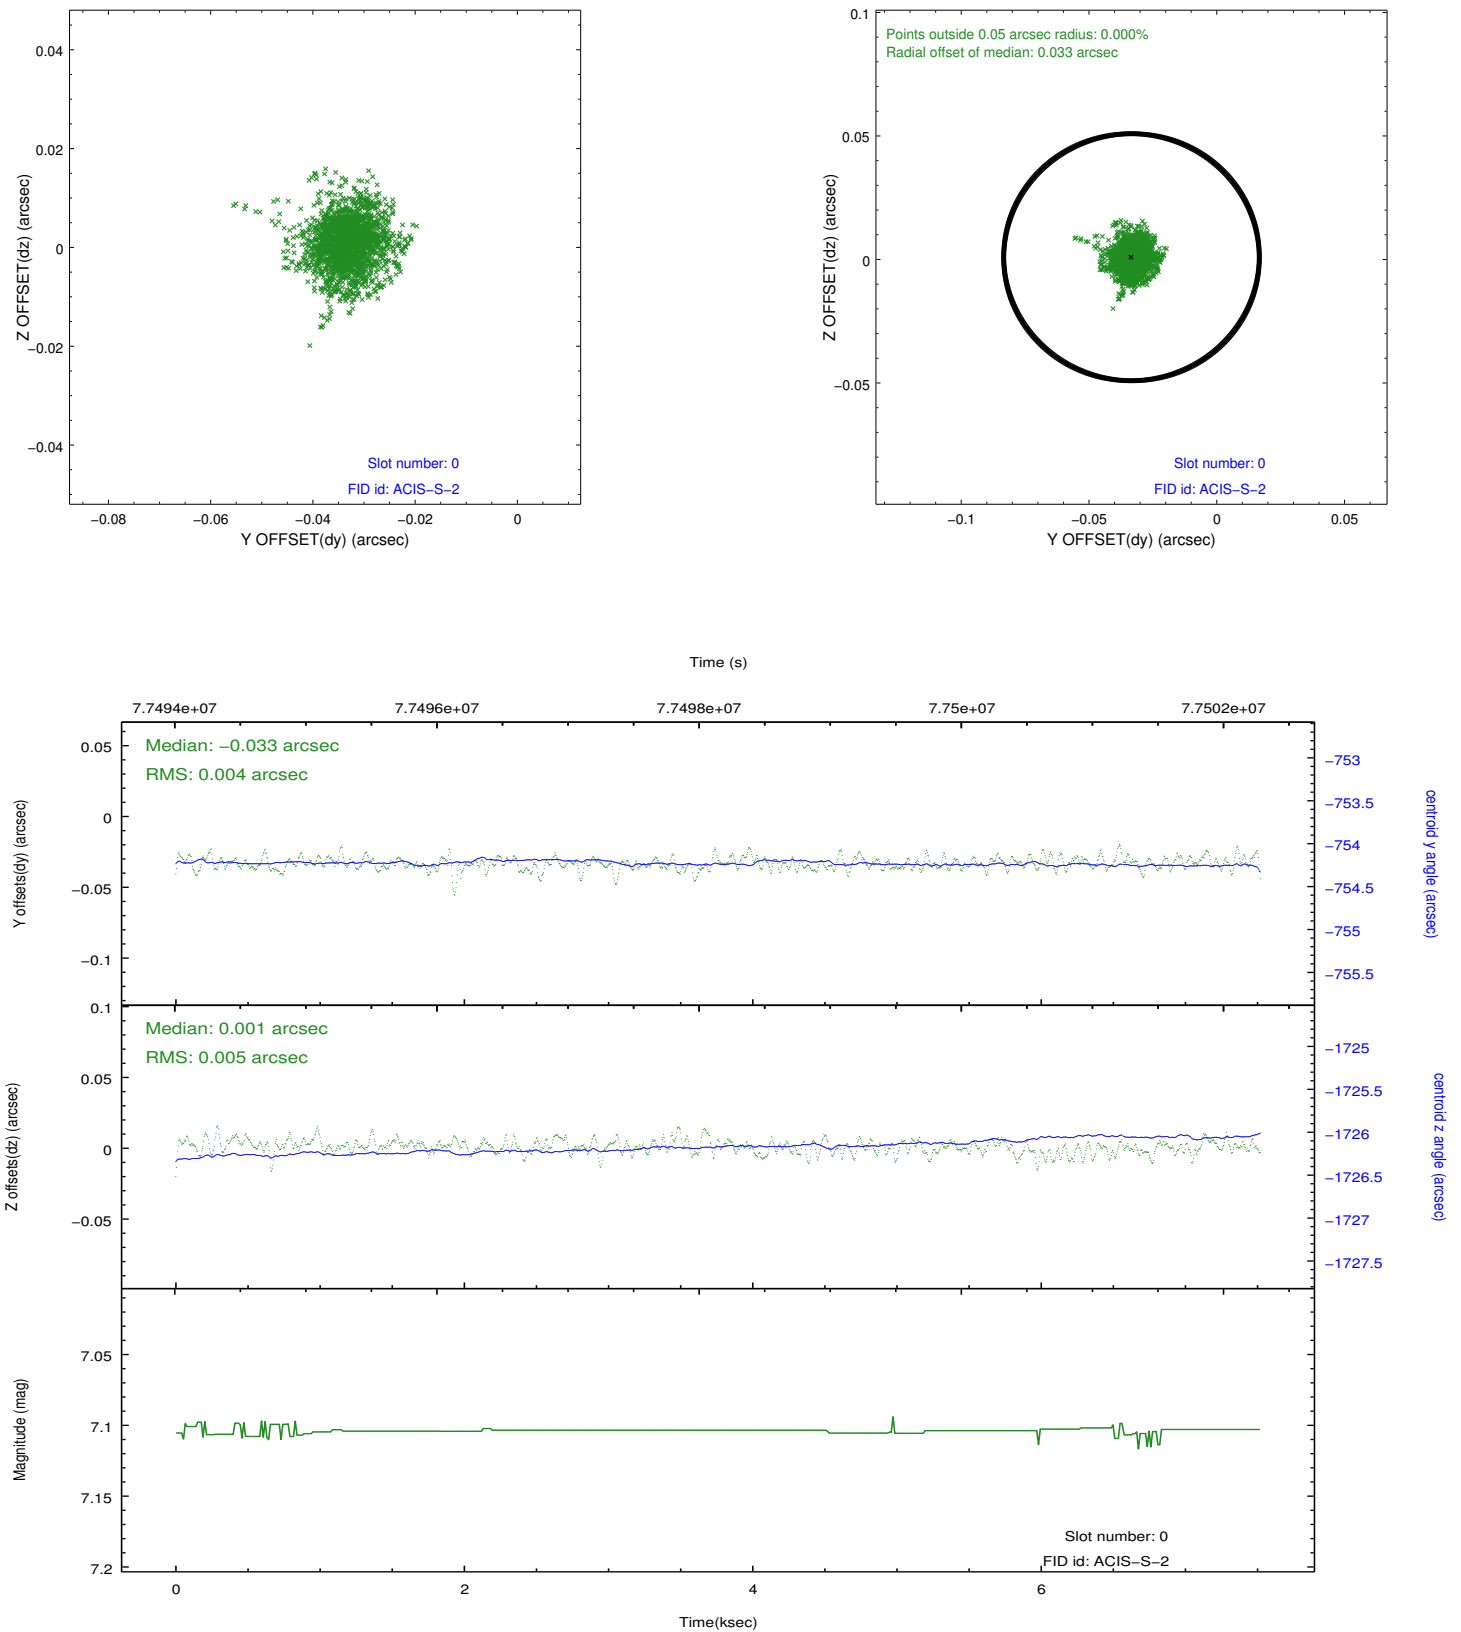 0.04
0.02
0
−0.02
−0.04
Z OFFSET(dz) (arcsec)
Slot number: 0
FID id: ACIS−S−2
−0.08
−0.06
−0.04
−0.02
0
Y OFFSET(dy) (arcsec)
0.1
0.05
0
−0.05
Z OFFSET(dz) (arcsec)
Points outside 0.05 arcsec radius: 0.000%
Radial offset of median: 0.033 arcsec
Slot number: 0
FID id: ACIS−S−2
−0.1
−0.05
0
0.05
Y OFFSET(dy) (arcsec)
Time (s)
7.7494e+07
7.7496e+07
7.7498e+07
7.75e+07
7.7502e+07
Y offsets(dy) (arcsec)
0.05
0
−0.05
−0.1
Median: −0.033 arcsec
RMS: 0.004 arcsec
−753
−753.5
−754
−754.5
−755
−755.5
centroid y angle (arcsec)
Z offsets(dz) (arcsec)
0.1
0.05
0
−0.05
Median: 0.001 arcsec
RMS: 0.005 arcsec
−1725
−1725.5
−1726
−1726.5
−1727
−1727.5
centroid z angle (arcsec)
Magnitude (mag)
7.05
7.1
7.15
7.2
Slot number: 0
FID id: ACIS−S−2
0
2
4
6
Time(ksec)